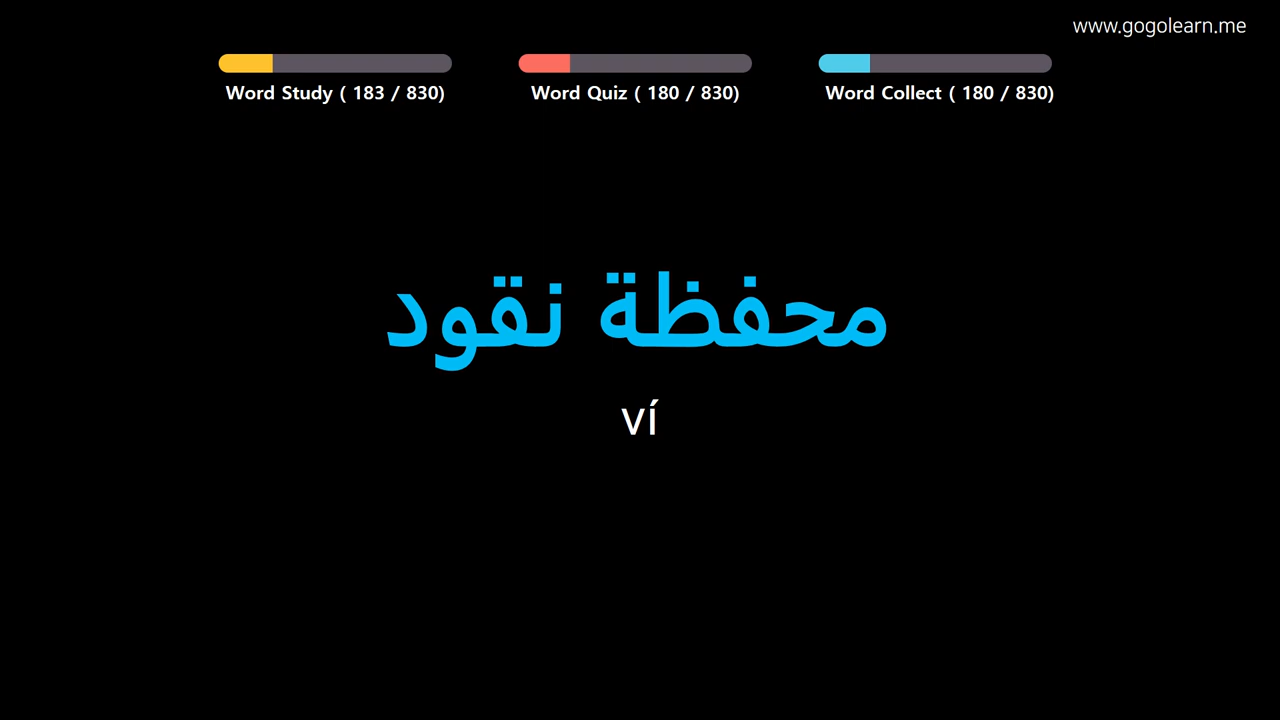 www.gogolearn.me
Word Study ( 183 / 830)
Word Quiz ( 180 / 830)
Word Collect ( 180 / 830)
محفظة نقود
ví